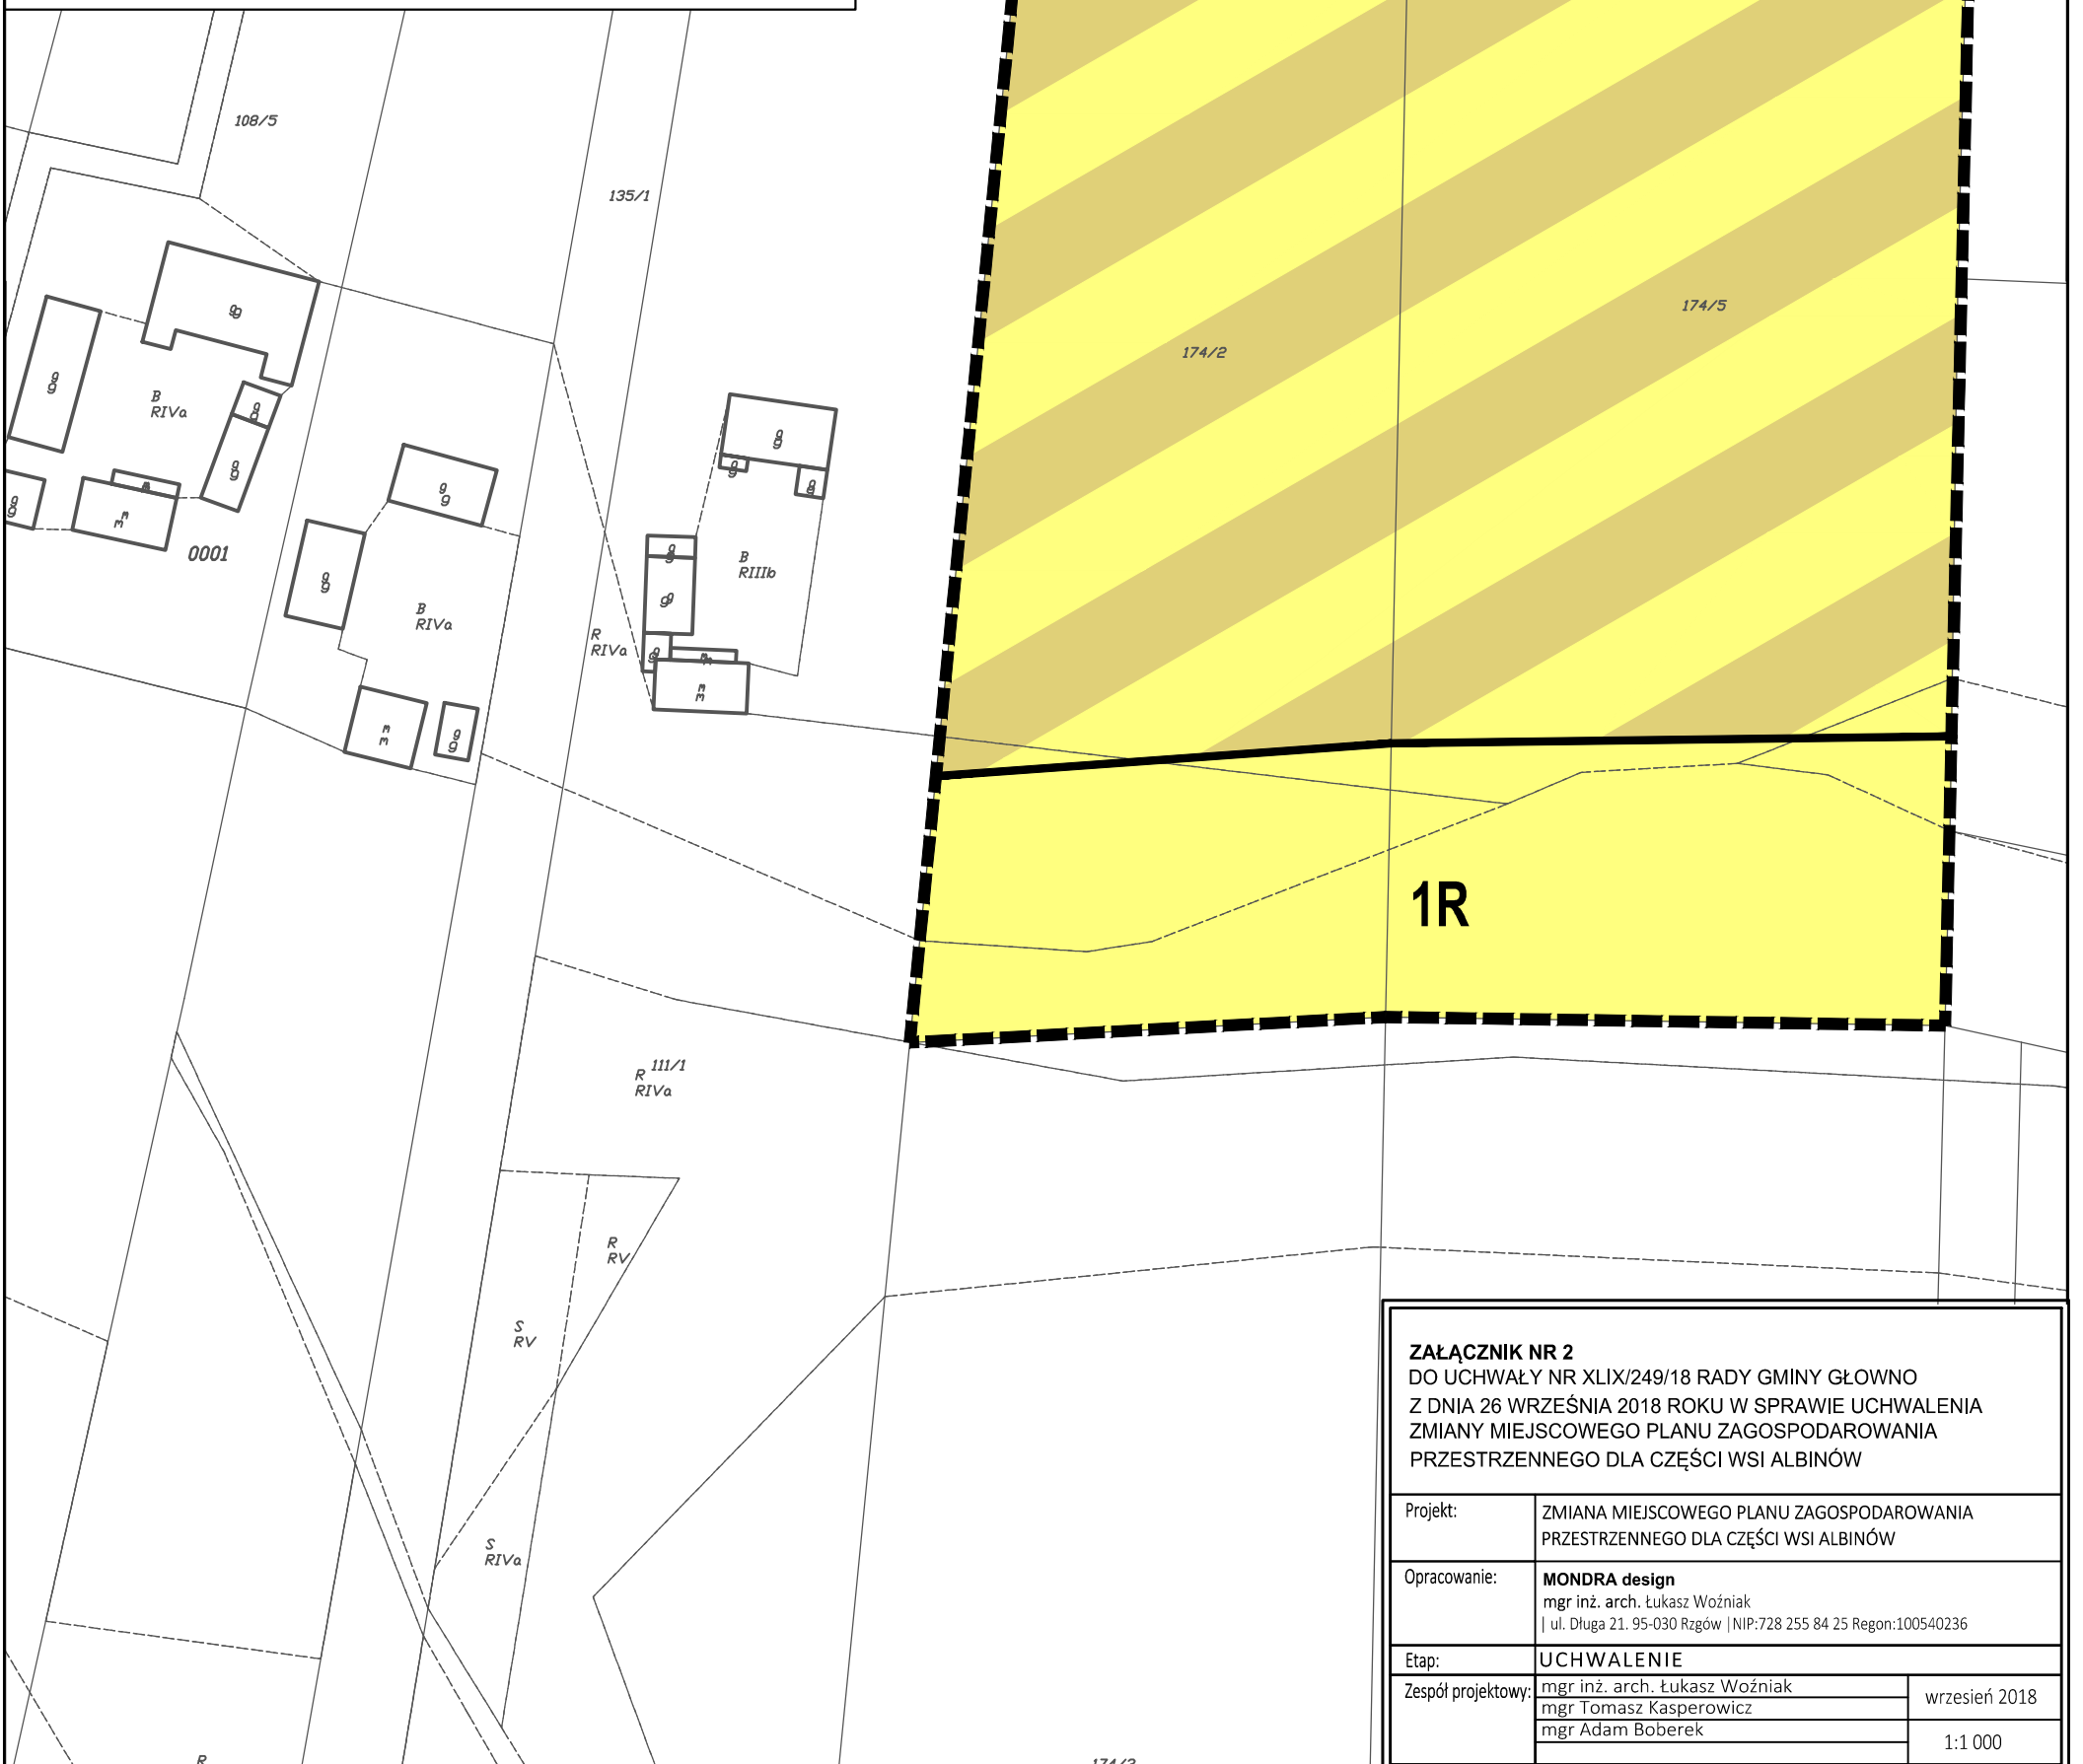 108/5
135/1
174/5
174/2
g
g
g
g
g
g
g
g
B
RIVa
g
g
g
g
g
g
m
m
m
g
g
0001
g
g
B
RIVa
g
g
g
g
B
RIIIb
g
g
R
RIVa
g
g
m
m
m
m
m
m
g
g
1R
111/1
R
RIVa
R
RV
S
RV
S
RIVa
R
ZAŁĄCZNIK NR 2
DO UCHWAŁY NR XLIX/249/18 RADY GMINY GŁOWNO
Z DNIA 26 WRZEŚNIA 2018 ROKU W SPRAWIE UCHWALENIA
ZMIANY MIEJSCOWEGO PLANU ZAGOSPODAROWANIA
PRZESTRZENNEGO DLA CZĘŚCI WSI ALBINÓW
Projekt: ZMIANA MIEJSCOWEGO PLANU ZAGOSPODAROWANIA
PRZESTRZENNEGO DLA CZĘŚCI WSI ALBINÓW
Opracowanie: MONDRA design
mgr inż. arch. Łukasz Woźniak
| ul. Długa 21. 95-030 Rzgów | NIP:728 255 84 25 Regon:100540236
Etap: UCHWALENIE
Zespół projektowy: mgr inż. arch. Łukasz Woźniak
mgr Tomasz Kasperowicz
mgr Adam Boberek
wrzesień 2018
1:1 000